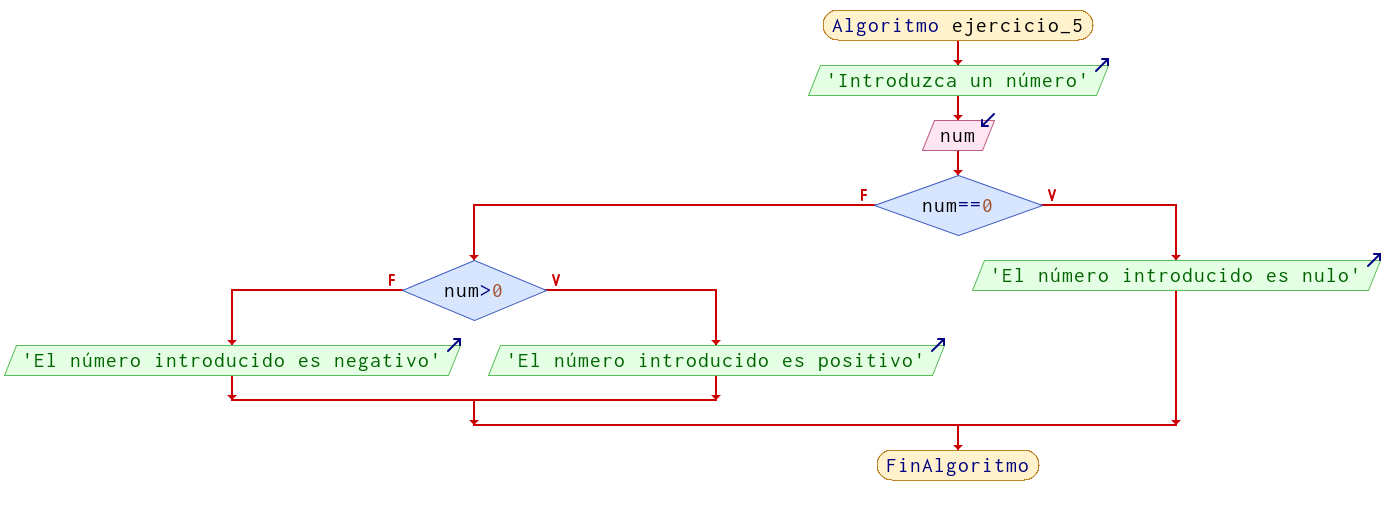 Algoritmo ejercicio_5
'Introduzca un número'
num
num==0
F
V
'El número introducido es nulo'
num>0
F
V
'El número introducido es negativo'
'El número introducido es positivo'
FinAlgoritmo